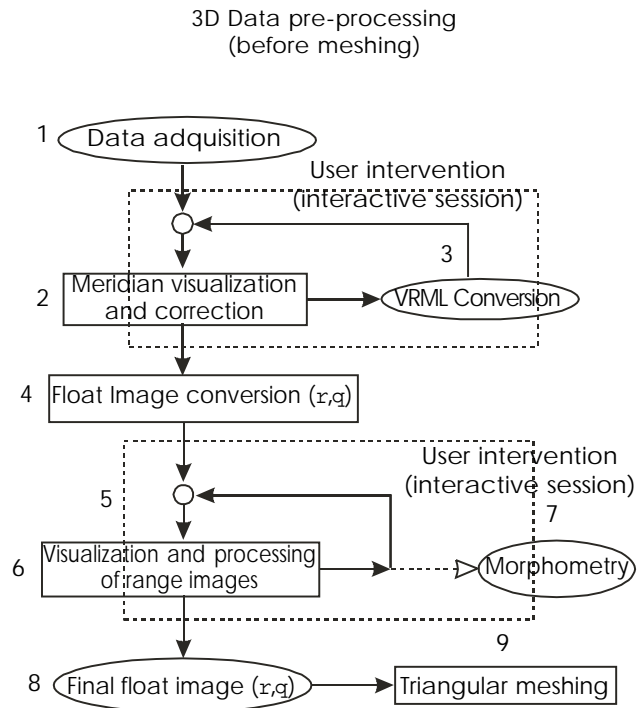 3D Data pre-processing
(before meshing)
1
Data adquisition
User intervention
(interactive session)
3
2
Meridian visualization
and correction
VRML Conversion
4
Float Image conversion (r,q)
User intervention
(interactive session)
5
7
6
Visualization and processing
of range images
Morphometry
9
8
Final float image (r,q)
Triangular meshing